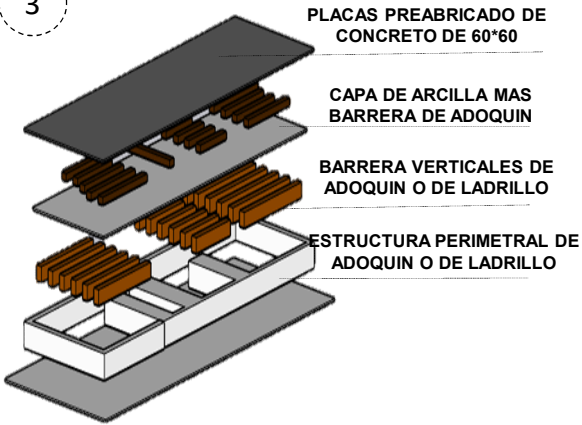 3
PLACAS PREABRICADO DE
CONCRETO DE 60*60
CAPA DE ARCILLA MAS
BARRERA DE ADOQUIN
BARRERA VERTICALES DE
ADOQUIN O DE LADRILLO
ESTRUCTURA PERIMETRAL DE
ADOQUIN O DE LADRILLO